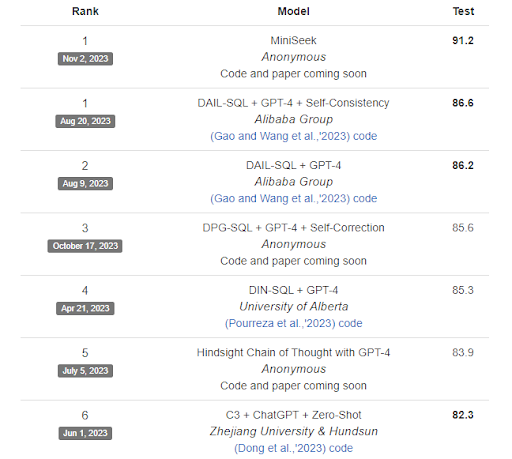 Rank Model Test
1 MiniSeek 91.2
Nov 2, 2023 Anonymous
Code and paper coming soon
1 DAIL-SQL + GPT-4 + Self-Consistency 86.6
Aug 20, 2023 Alibaba Group
(Gao and Wang et al.,'2023) code
2 DAIL-SQL + GPT-4 86.2
Aug 9, 2023 Alibaba Group
(Gao and Wang et al.,'2023) code
3 DPG-SQL + GPT-4 + Self-Correction 85.6
October 17, 2023 Anonymous
Code and paper coming soon
4 DIN-SQL + GPT-4 85.3
Apr 21, 2023 University of Alberta
(Pourreza et al.,'2023) code
5 Hindsight Chain of Thought with GPT-4 83.9
July 5, 2023 Anonymous
Code and paper coming soon
6 C3 + ChatGPT + Zero-Shot 82.3
Jun 1, 2023 Zhejiang University & Hundsun
(Dong et al.,'2023) code